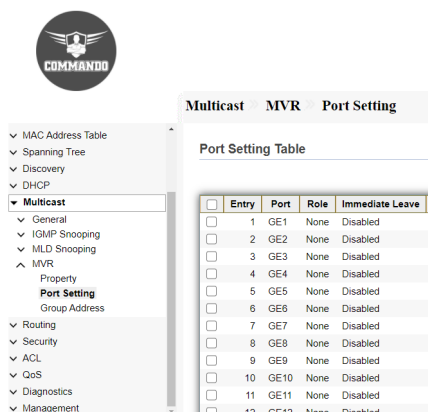 COMMANDO
Multicast » MVR » Port Setting
MAC Address Table
Spanning Tree
Discovery
DHCP
Multicast
General
IGMP Snooping
MLD Snooping
MVR
Property
Port Setting
Group Address
Routing
Security
ACL
QoS
Diagnostics
Management
Port Setting Table
Entry Port Role Immediate Leave
1 GE1 None Disabled
2 GE2 None Disabled
3 GE3 None Disabled
4 GE4 None Disabled
5 GE5 None Disabled
6 GE6 None Disabled
7 GE7 None Disabled
8 GE8 None Disabled
9 GE9 None Disabled
10 GE10 None Disabled
11 GE11 None Disabled
12 GE12 None Disabled